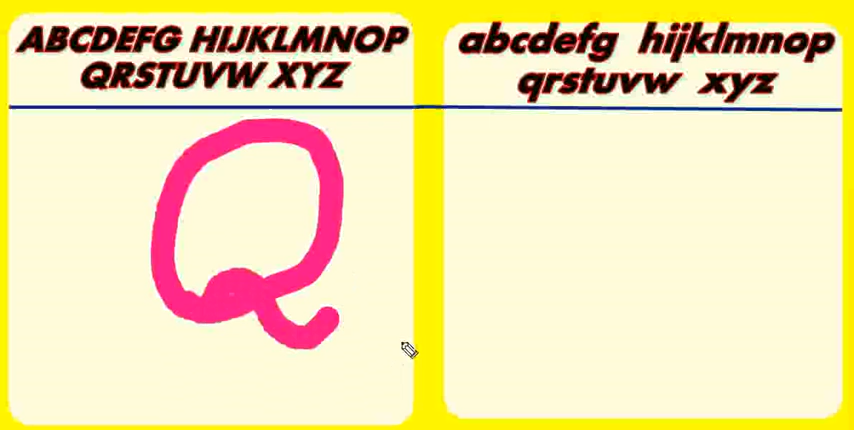 ABCDEFG HIJKLMNOP
QRSTUVW XYZ
Q
abcdefg hijklmnop
qrstuvw xyz